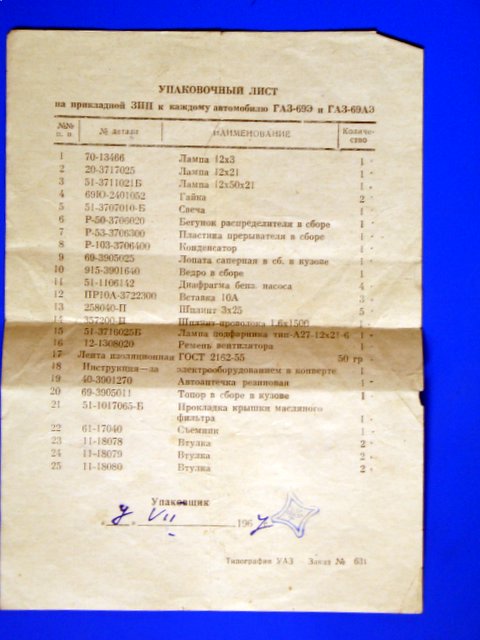 УПАКОВОЧНЫЙ ЛИСТ
на прикладной ЗИП к каждому автомобилю ГАЗ-69Э и ГАЗ-69АЭ
№№ п. п. № детали НАИМЕНОВАНИЕ Количество
1 70-13466 Лампа 12х3 1
2 20-3717025 Лампа 12х21 1
3 51-3711021Б Лампа 12х50х21 1
4 69Ю-2401052 Гайка 2
5 51-3707010-Б Свеча 1
6 Р-50-3706020 Бегунок распределителя в сборе 1
7 Р-53-3706300 Пластина прерывателя в сборе 1
8 Р-103-3706400 Конденсатор 1
9 69-3905025 Лопата саперная в сб. в кузове 1
10 915-3901640 Ведро в сборе 1
11 51-1106142 Диафрагма бенз. насоса 4
12 ПР10А-3722300 Вставка 10А 3
13 258040-П Шплинт 3х25 5
14 357200-П Шплинт-проволока 1,6х1500 1
15 51-3716025Б Лампа подфарника тип-А27-12х21-6 1
16 12-1308020 Ремень вентилятора 1
17 Лента изоляционная ГОСТ 2162-55 50 гр
18 Инструкция—за электрооборудованием в конверте 1
19 40-3901270 Автоаптечка резиновая 1
20 69-3905011 Топор в сборе в кузове 1
21 51-1017065-Б Прокладка крышки масляного
фильтра 1
22 61-17040 Съемник 1
23 11-18078 Втулка 2
24 11-18079 Втулка 2
25 11-18080 Втулка 2
Упаковщик
VII 196
Типография УАЗ Заказ № 631